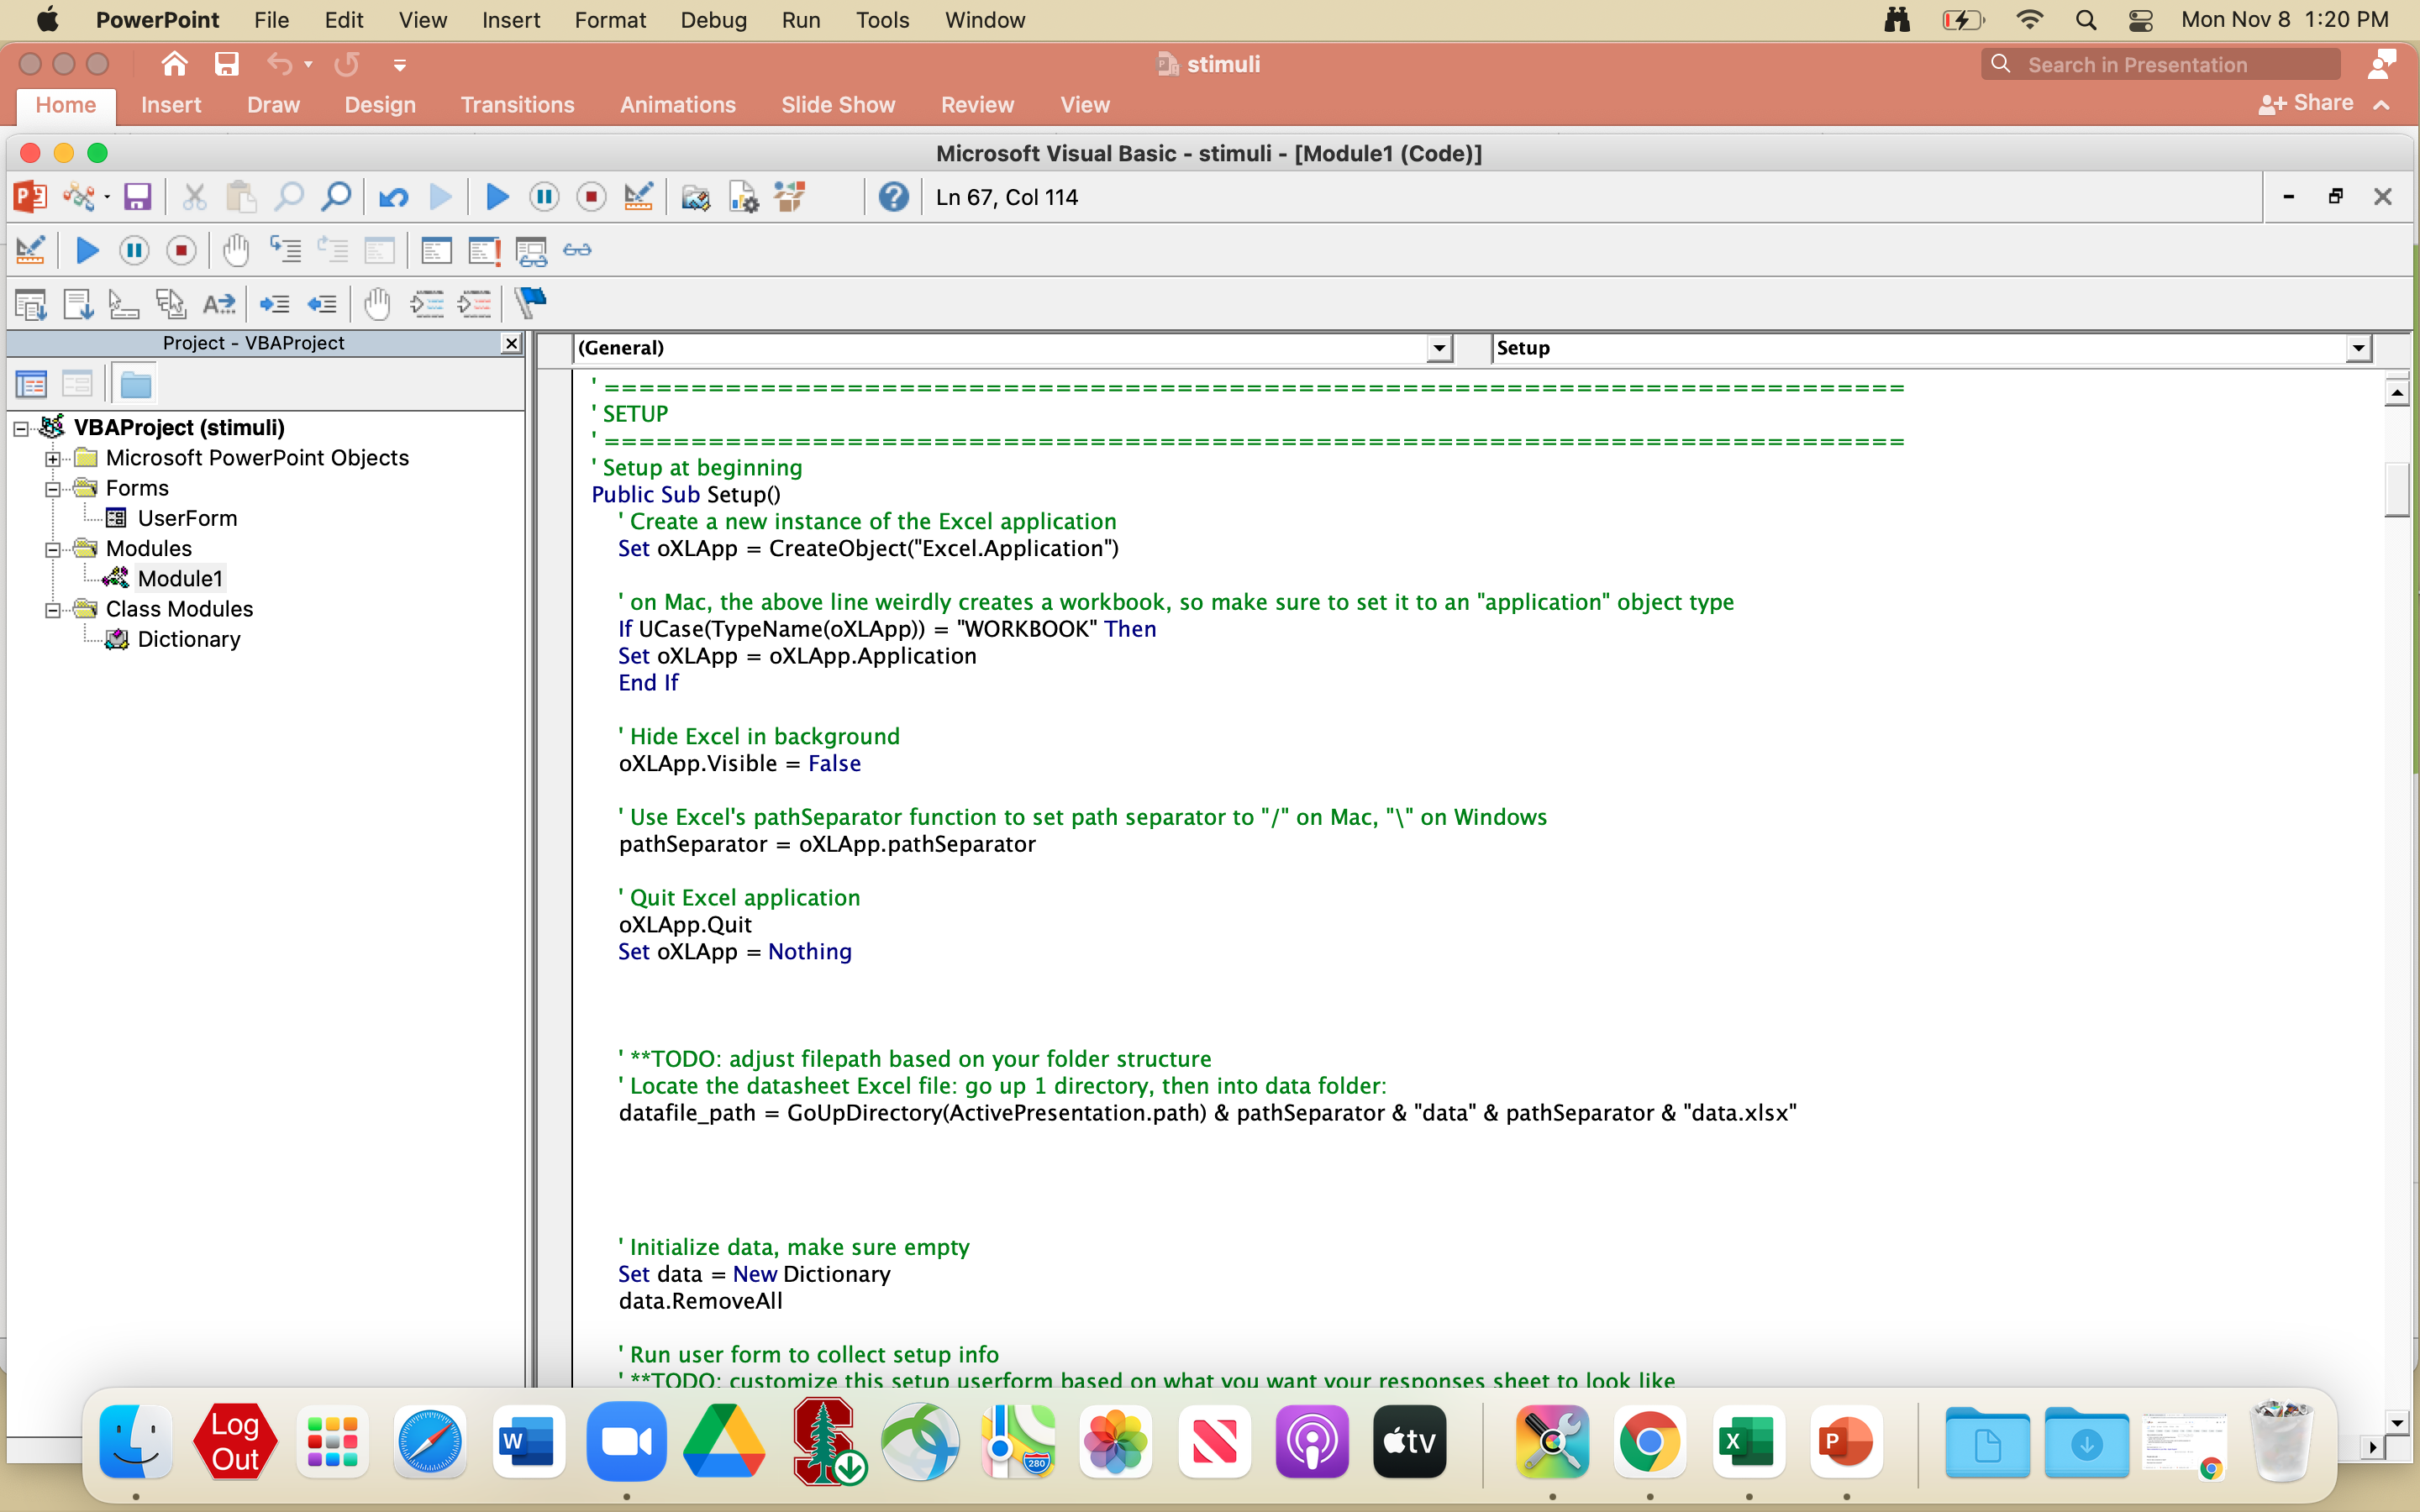 PowerPoint File Edit View Insert Format Debug Run Tools Window Mon Nov 8 1:20 PM
stimuli
Search in Presentation
Home Insert Draw Design Transitions Animations Slide Show Review View Share
Microsoft Visual Basic - stimuli - [Module1 (Code)]
Ln 67, Col 114
Project - VBAProject
(General) Setup
VBAProject (stimuli)
Microsoft PowerPoint Objects
Forms
UserForm
Modules
Module1
Class Modules
Dictionary
' ===========================================================================
' SETUP
' ===========================================================================
' Setup at beginning
Public Sub Setup()
' Create a new instance of the Excel application
Set oXLApp = CreateObject("Excel.Application")
' on Mac, the above line weirdly creates a workbook, so make sure to set it to an "application" object type
If UCase(TypeName(oXLApp)) = "WORKBOOK" Then
Set oXLApp = oXLApp.Application
End If
' Hide Excel in background
oXLApp.Visible = False
' Use Excel's pathSeparator function to set path separator to "/" on Mac, "\" on Windows
pathSeparator = oXLApp.pathSeparator
' Quit Excel application
oXLApp.Quit
Set oXLApp = Nothing
' **TODO: adjust filepath based on your folder structure
' Locate the datasheet Excel file: go up 1 directory, then into data folder:
datafile_path = GoUpDirectory(ActivePresentation.path) & pathSeparator & "data" & pathSeparator & "data.xlsx"
' Initialize data, make sure empty
Set data = New Dictionary
data.RemoveAll
' Run user form to collect setup info
' **TODO: customize this setup userform based on what you want your responses sheet to look like
Log
Out
W
S
280
tv
X
P